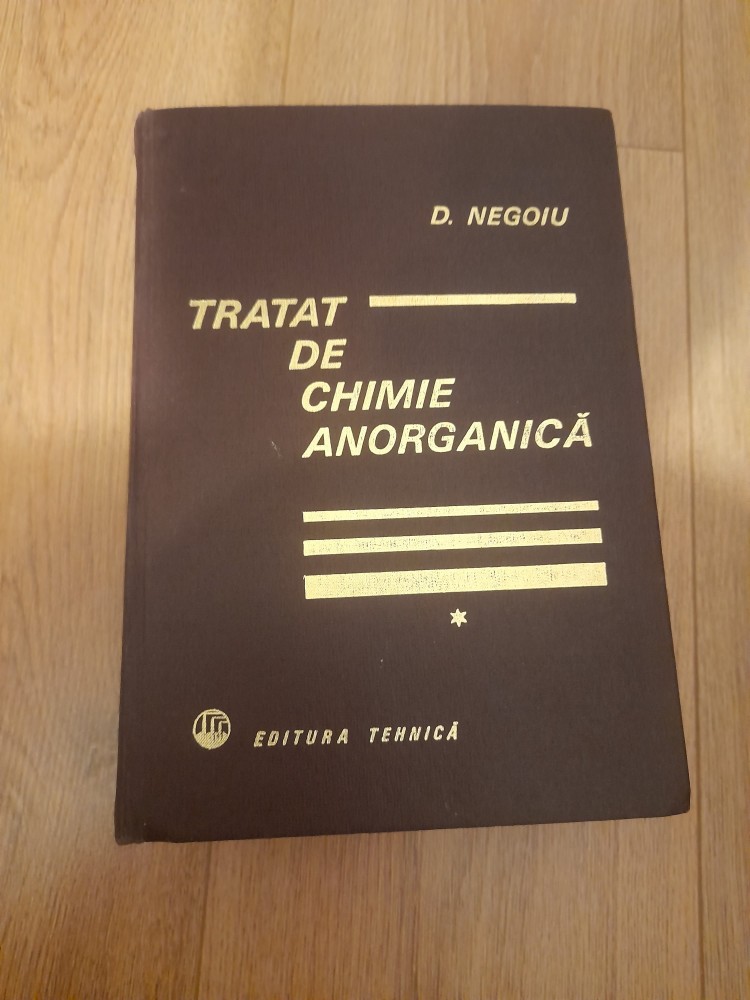 D. NEGOIU
TRATAT
DE
CHIMIE
ANORGANICĂ
*
EDITURA TEHNICĂ